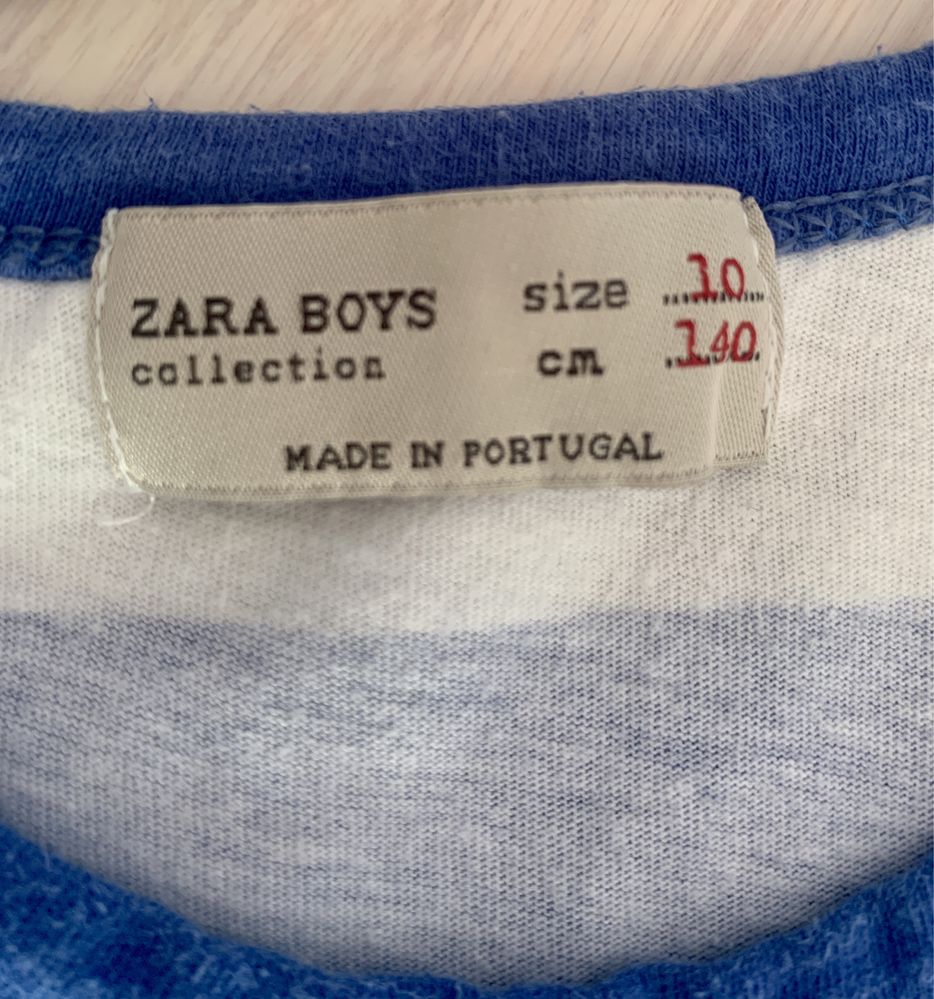 ZARA BOYS
collection
size 10
cm 140
MADE IN PORTUGAL